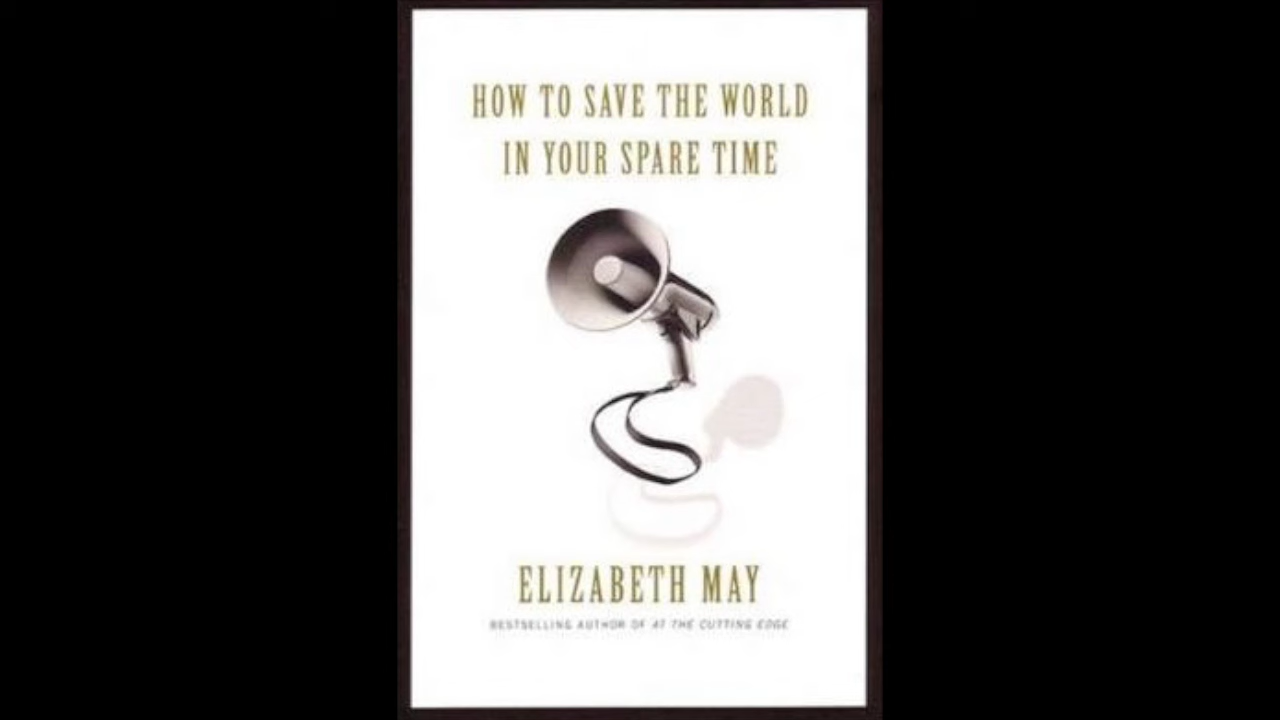 HOW TO SAVE THE WORLD
IN YOUR SPARE TIME
ELIZABETH MAY
BESTSELLING AUTHOR OF AT THE CUTTING EDGE